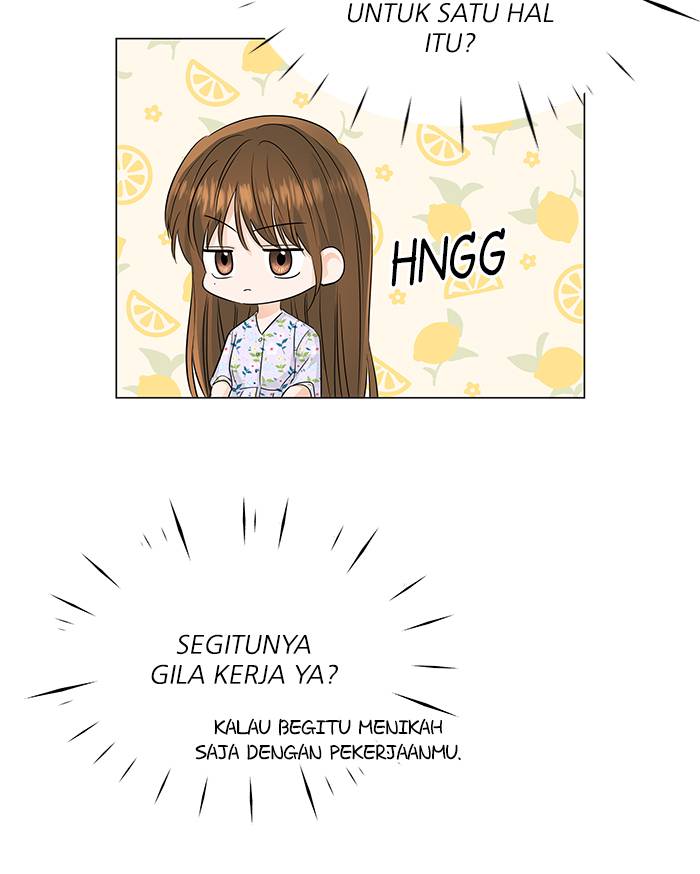 UNTUK SATU HAL
ITU?
HNGG
SEGITUNYA
GILA KERJA YA?
KALAU BEGITU MENIKAH
SAJA DENGAN PEKERJAANMU.